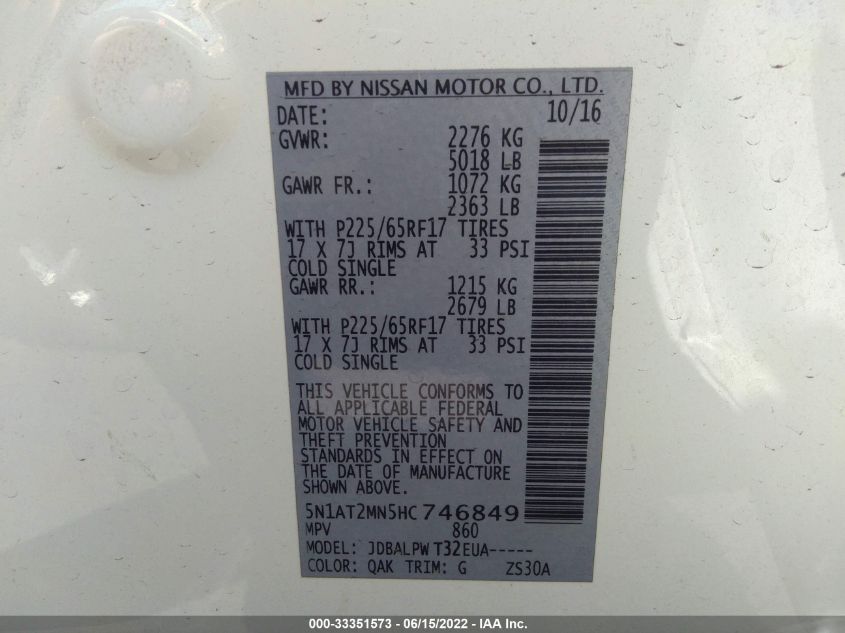 MFD BY NISSAN MOTOR CO., LTD.
DATE: 10/16
GVWR: 2276 KG
5018 LB
GAWR FR.: 1072 KG
2363 LB
WITH P225/65RF17 TIRES
17 X 7J RIMS AT 33 PSI
COLD SINGLE
GAWR RR.: 1215 KG
2679 LB
WITH P225/65RF17 TIRES
17 X 7J RIMS AT 33 PSI
COLD SINGLE
THIS VEHICLE CONFORMS TO
ALL APPLICABLE FEDERAL
MOTOR VEHICLE SAFETY AND
THEFT PREVENTION
STANDARDS IN EFFECT ON
THE DATE OF MANUFACTURE
SHOWN ABOVE.
5N1AT2MN5HC746849
MPV 860
MODEL: JDBALPW T32EUA-----
COLOR: QAK TRIM: G ZS30A
000-33351573 - 06/15/2022 - IAA Inc.